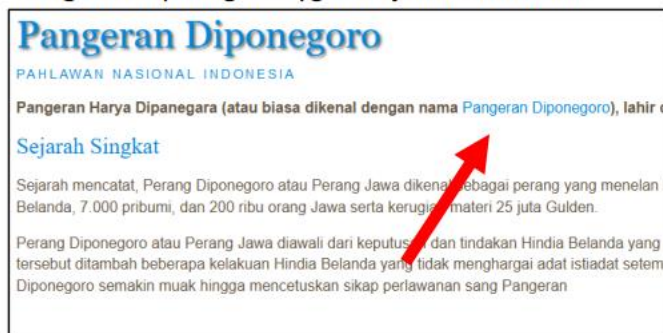 Pangeran Diponegoro
PAHLAWAN NASIONAL INDONESIA
Pangeran Harya Dipanegara (atau biasa dikenal dengan nama Pangeran Diponegoro), lahir
Sejarah Singkat
Sejarah mencatat, Perang Diponegoro atau Perang Jawa dikenal sebagai perang yang menelan
Belanda, 7.000 pribumi, dan 200 ribu orang Jawa serta kerugian materi 25 juta Gulden.
Perang Diponegoro atau Perang Jawa diawali dari keputusan dan tindakan Hindia Belanda yang
tersebut ditambah beberapa kelakuan Hindia Belanda yang tidak menghargai adat istiadat setem
Diponegoro semakin muak hingga mencetuskan sikap perlawanan sang Pangeran